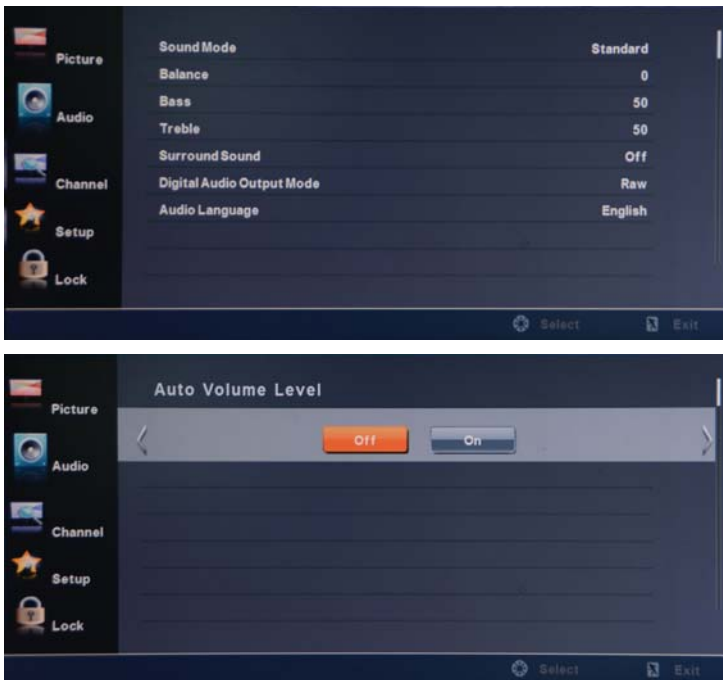 Picture
Audio
Channel
Setup
Lock
Sound Mode Standard
Balance 0
Bass 50
Treble 50
Surround Sound Off
Digital Audio Output Mode Raw
Audio Language English
Select Exit
Picture
Audio
Channel
Setup
Lock
Auto Volume Level
Off On
Select Exit